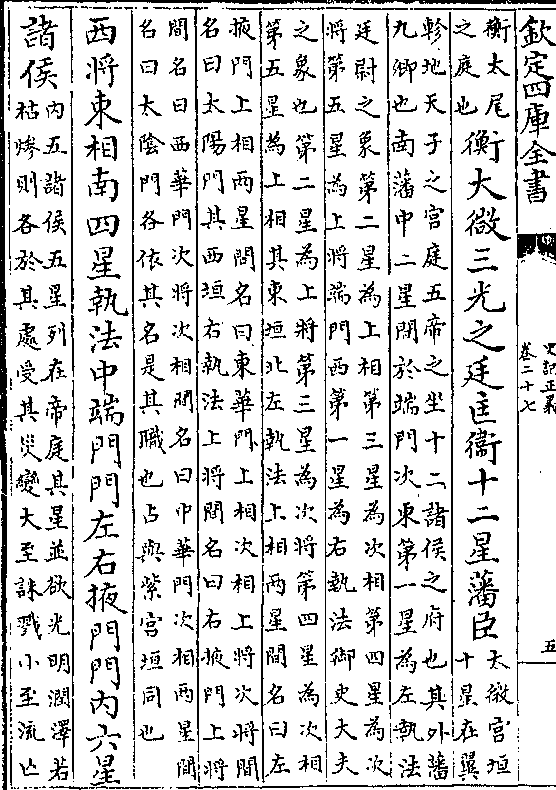 欽定四庫全書
史記正義
卷二十七
五
衡太尾
之庭也
衡大微三光之廷匡衞十二星藩臣
太微宮垣
十星在翼
軫地天子之宮庭五帝之坐十二諸侯之府也其外藩
九卿也南藩中二星闊於端門次東第一星為左執法
廷尉之象第二星為上相第三星為次相第四星為次
將第五星為上將端門西第一星為右執法御史大夫
之象也第二星為上將第三星為次將第四星為次相
第五星為上相其東垣北左執法上相兩星間名曰左
掖門上相兩星間名曰東華門上相次相上將次將間
名曰太陽門其西垣右執法上將間名曰右掖門上將
間名曰西華門次將次相間名曰中華門次相兩星間
名曰太陰門各依其名是其職也占與紫宮垣同也
西將東相南四星執法中端門門左右掖門門內六星
諸侯
內五諸侯五星列在帝庭其星並欲光明潤澤若
枯燥則各於其處受其災變大至誅戮小至流亡